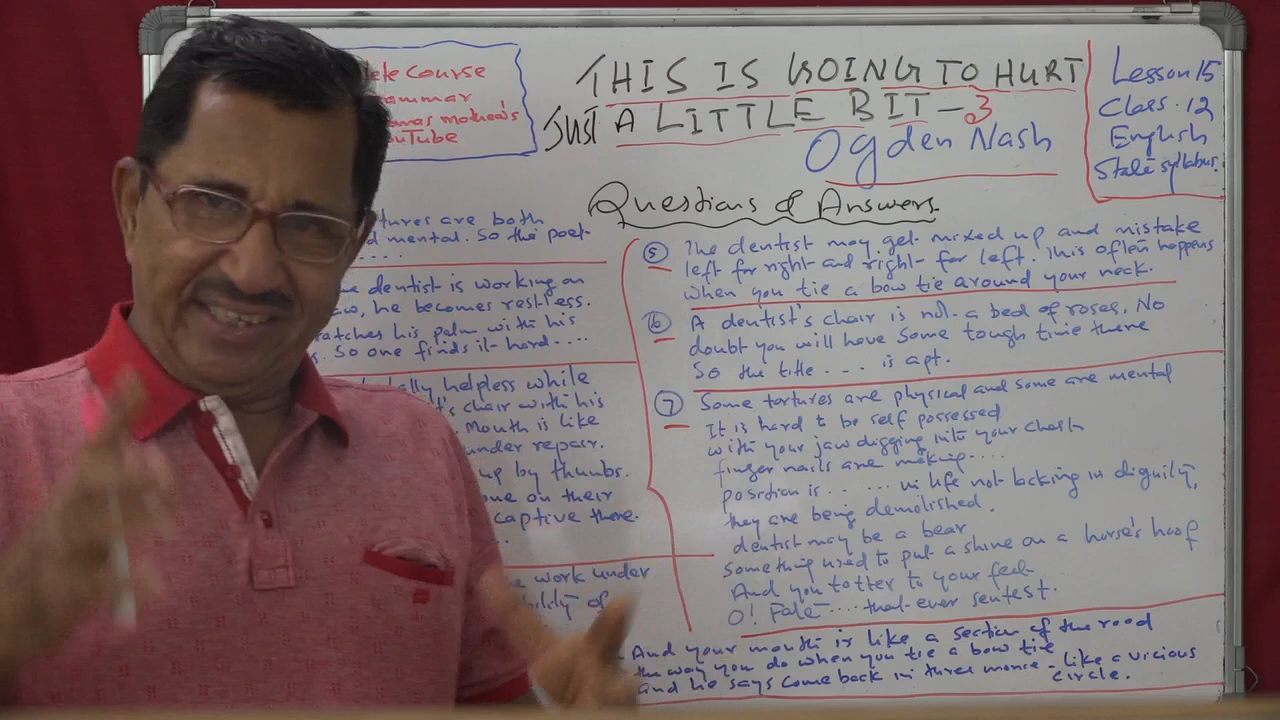 THIS IS GOING TO HURT
JUST A LITTLE BIT-3
Ogden Nash
Lesson 15
Class. 12
English
State syllabus.
Course
YouTube
Questions & Answers
are both
mental. So the poet
. . . .
dentist is working on
he becomes restless.
his palm with his
So one finds it hard ....
helpless while
chair with his
Mouth is like
under repair.
up by thumbs.
on their
captive there.
work under
of
5 The dentist may get mixed up and mistake
left for right and right for left. This often happens
when you tie a bow tie around your neck.
6 A dentist's chair is not a bed of roses. No
doubt you will have some tough time there
So the title . . . is apt.
7 Some tortures are physical and some are mental
It is hard to be self possessed
with your jaw digging into your chest
finger nails are making ....
position is . . . . . . in life not lacking in dignity,
they are being demolished.
dentist may be a bear
something used to put a shine on a horse's hoof
And you totter to your feet
O! Fate .... that ever sentest.
And your mouth is like a section of the road
the way you do when you tie a bow tie
and he says come back in three monce - like a vicious
circle.